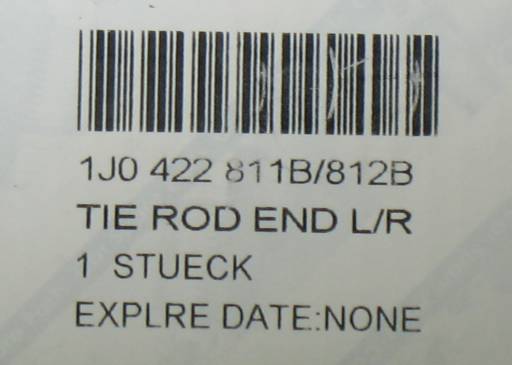 1J0 422 811B/812B
TIE ROD END L/R
1 STUECK
EXPLRE DATE:NONE